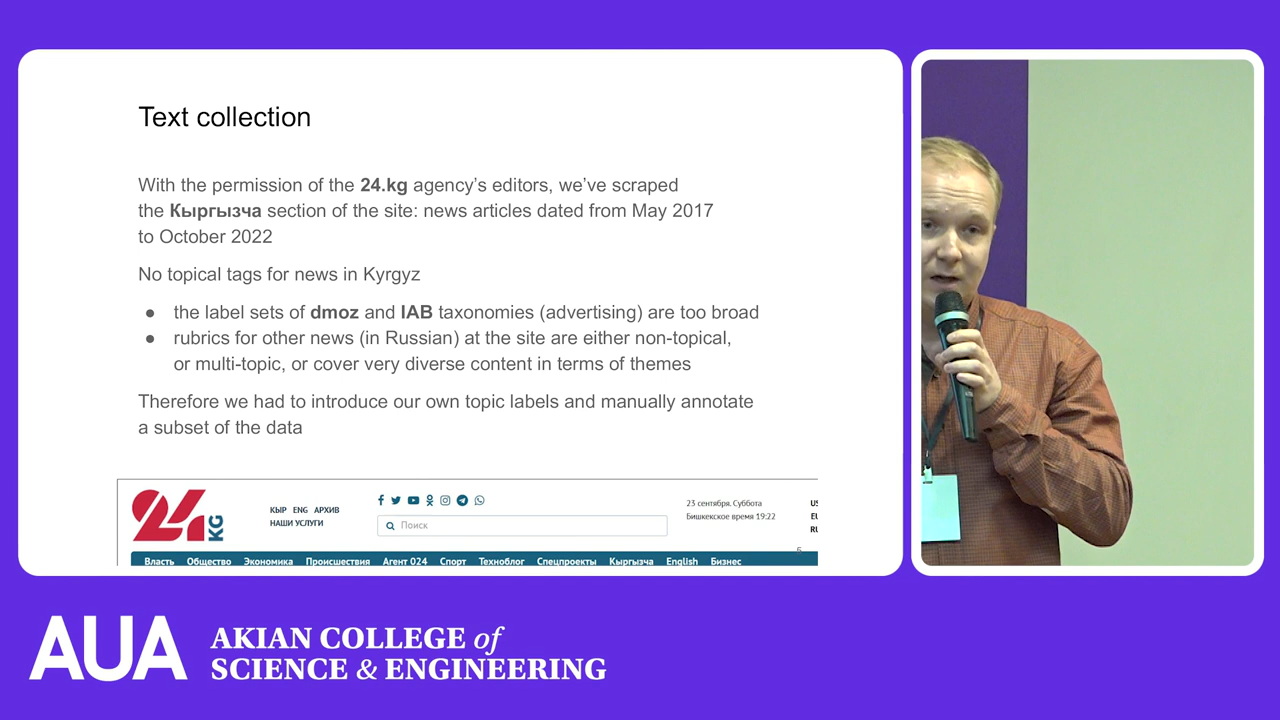 Text collection
With the permission of the 24.kg agency's editors, we've scraped
the Кыргызча section of the site: news articles dated from May 2017
to October 2022
No topical tags for news in Kyrgyz
● the label sets of dmoz and IAB taxonomies (advertising) are too broad
● rubrics for other news (in Russian) at the site are either non-topical,
or multi-topic, or cover very diverse content in terms of themes
Therefore we had to introduce our own topic labels and manually annotate
a subset of the data
24 KG
КЫР ENG АРХИВ
НАШИ УСЛУГИ
Поиск
23 сентября. Суббота
Бишкекское время 19:22
US
EU
RU
5
Власть Общество Экономика Происшествия Агент 024 Спорт Техноблог Спецпроекты Кыргызча English Бизнес
AUA
AKIAN COLLEGE of
SCIENCE & ENGINEERING